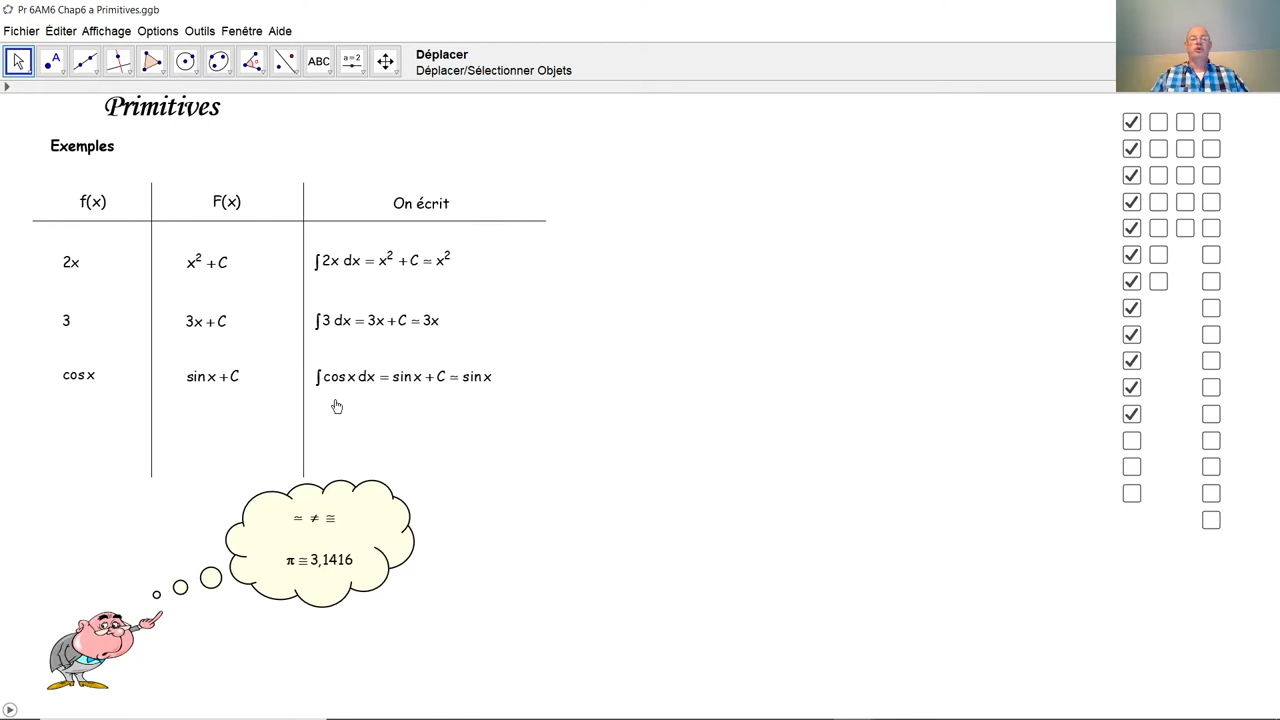 Pr 6AM6 Chap6 a Primitives.ggb
Fichier Éditer Affichage Options Outils Fenêtre Aide
A ABC a=2
Déplacer
Déplacer/Sélectionner Objets
Primitives
Exemples
f(x) F(x) On écrit
2x x² + C ∫2x dx = x² + C ≃ x²
3 3x + C ∫3 dx = 3x + C ≃ 3x
cos x sin x + C ∫cos x dx = sin x + C ≃ sin x
≃ ≠ ≅
π ≅ 3,1416